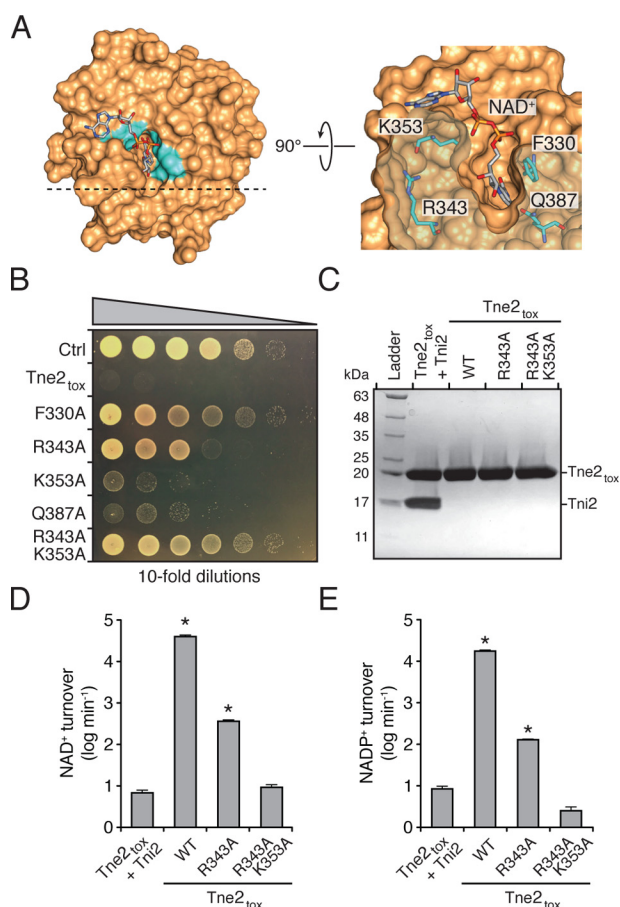 A
90°
NAD+
K353
F330
R343
Q387
B
Ctrl
Tne2tox
F330A
R343A
K353A
Q387A
R343A
K353A
10-fold dilutions
C
Tne2tox
Ladder
Tne2tox
+ Tni2
WT
R343A
R343A
K353A
kDa
63
48
35
25
20
17
11
Tne2tox
Tni2
D
NAD+ turnover
(log min-1)
5
4
3
2
1
0
Tne2tox
+ Tni2
WT
R343A
R343A
K353A
Tne2tox
*
*
E
NADP+ turnover
(log min-1)
5
4
3
2
1
0
Tne2tox
+ Tni2
WT
R343A
R343A
K353A
Tne2tox
*
*